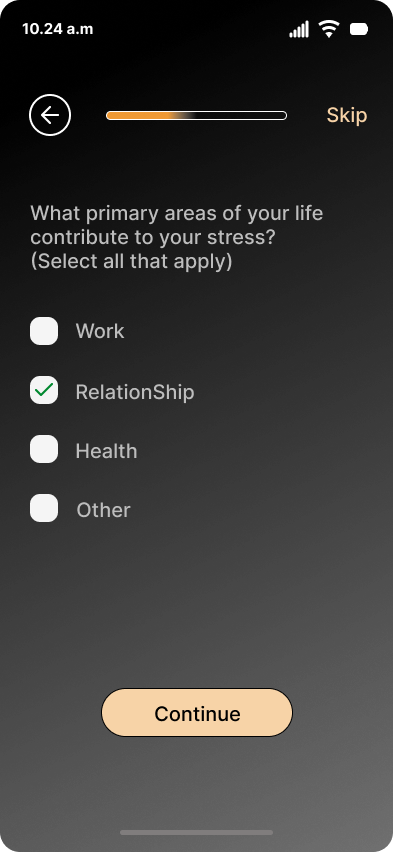 10.24 a.m
Skip
What primary areas of your life
contribute to your stress?
(Select all that apply)
Work
RelationShip
Health
Other
Continue